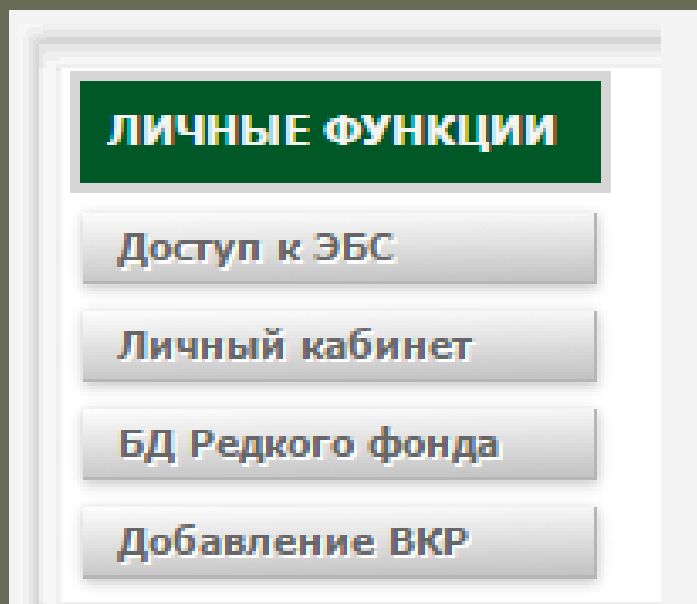 ЛИЧНЫЕ ФУНКЦИИ
Доступ к ЭБС
Личный кабинет
БД Редкого фонда
Добавление ВКР